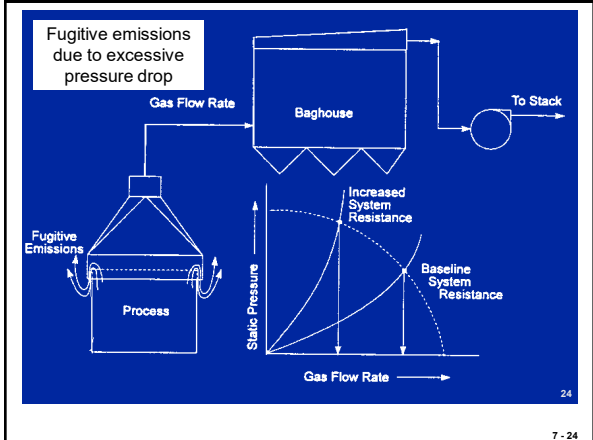 Fugitive emissions
due to excessive
pressure drop
Gas Flow Rate
Baghouse
To Stack
Fugitive
Emissions
Process
Increased
System
Resistance
Baseline
System
Resistance
Static Pressure
Gas Flow Rate
24
7 - 24